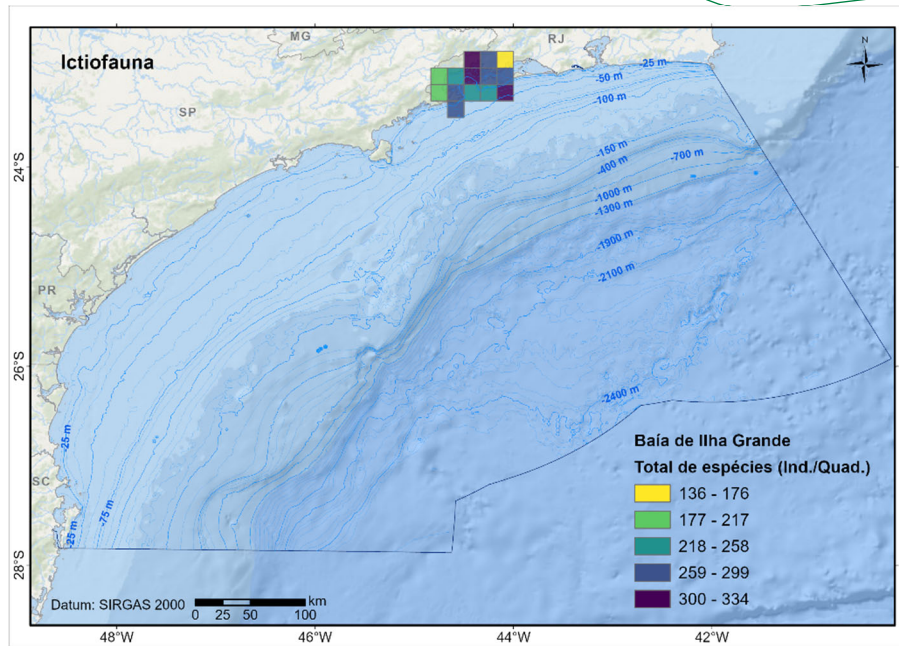 Ictiofauna
MG
RJ
N
-25 m
-50 m
-100 m
SP
-150 m
-400 m
-700 m
-1000 m
-1300 m
-1900 m
-2100 m
PR
-2400 m
-25 m
SC
-75 m
-25 m
24°S
26°S
28°S
Baía de Ilha Grande
Total de espécies (Ind./Quad.)
136 - 176
177 - 217
218 - 258
259 - 299
300 - 334
Datum: SIRGAS 2000
km
0 25 50 100
48°W 46°W 44°W 42°W